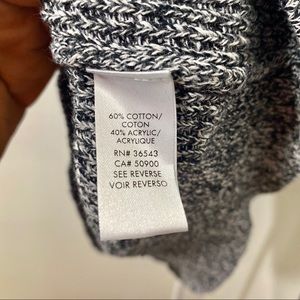 60% COTTON/
COTON
40% ACRYLIC/
ACRYLIQUE
RN# 36543
CA# 50900
SEE REVERSE
VOIR REVERSO